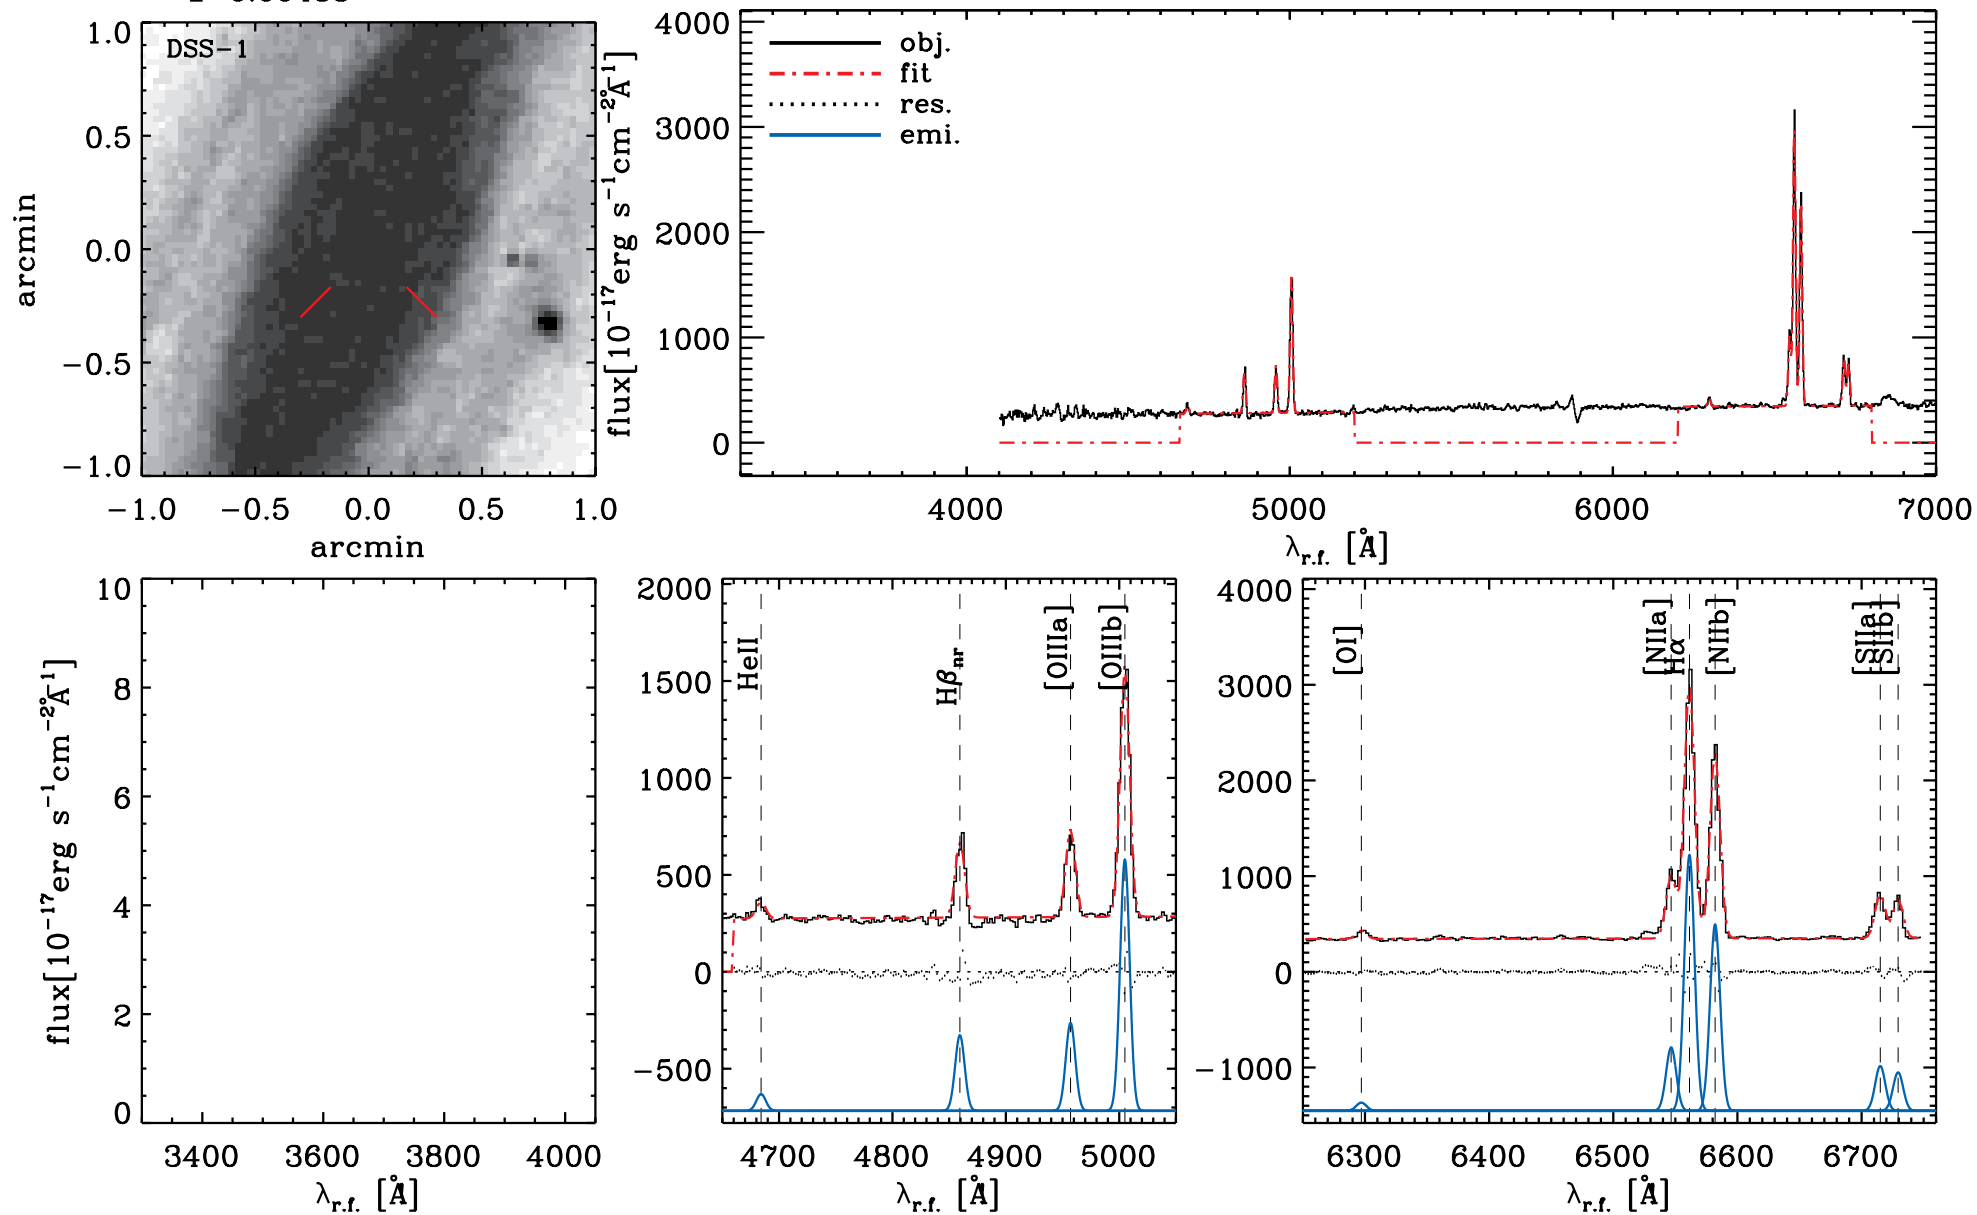 DSS-1
1.0
0.5
0.0
−0.5
−1.0
arcmin
−1.0 −0.5 0.0 0.5 1.0
arcmin
flux[10⁻¹⁷erg s⁻¹cm⁻²Å⁻¹]
4000
3000
2000
1000
0
obj.
fit
res.
emi.
4000 5000 6000 7000
λr.f. [Å]
flux[10⁻¹⁷erg s⁻¹cm⁻²Å⁻¹]
10
8
6
4
2
0
3400 3600 3800 4000
λr.f. [Å]
2000
1500
1000
500
0
−500
HeII
Hβnr
[OIIIa]
[OIIIb]
4700 4800 4900 5000
λr.f. [Å]
4000
3000
2000
1000
0
−1000
[OI]
[NIIa]
Hα
[NIIb]
[SIIa]
[SIIb]
6300 6400 6500 6600 6700
λr.f. [Å]